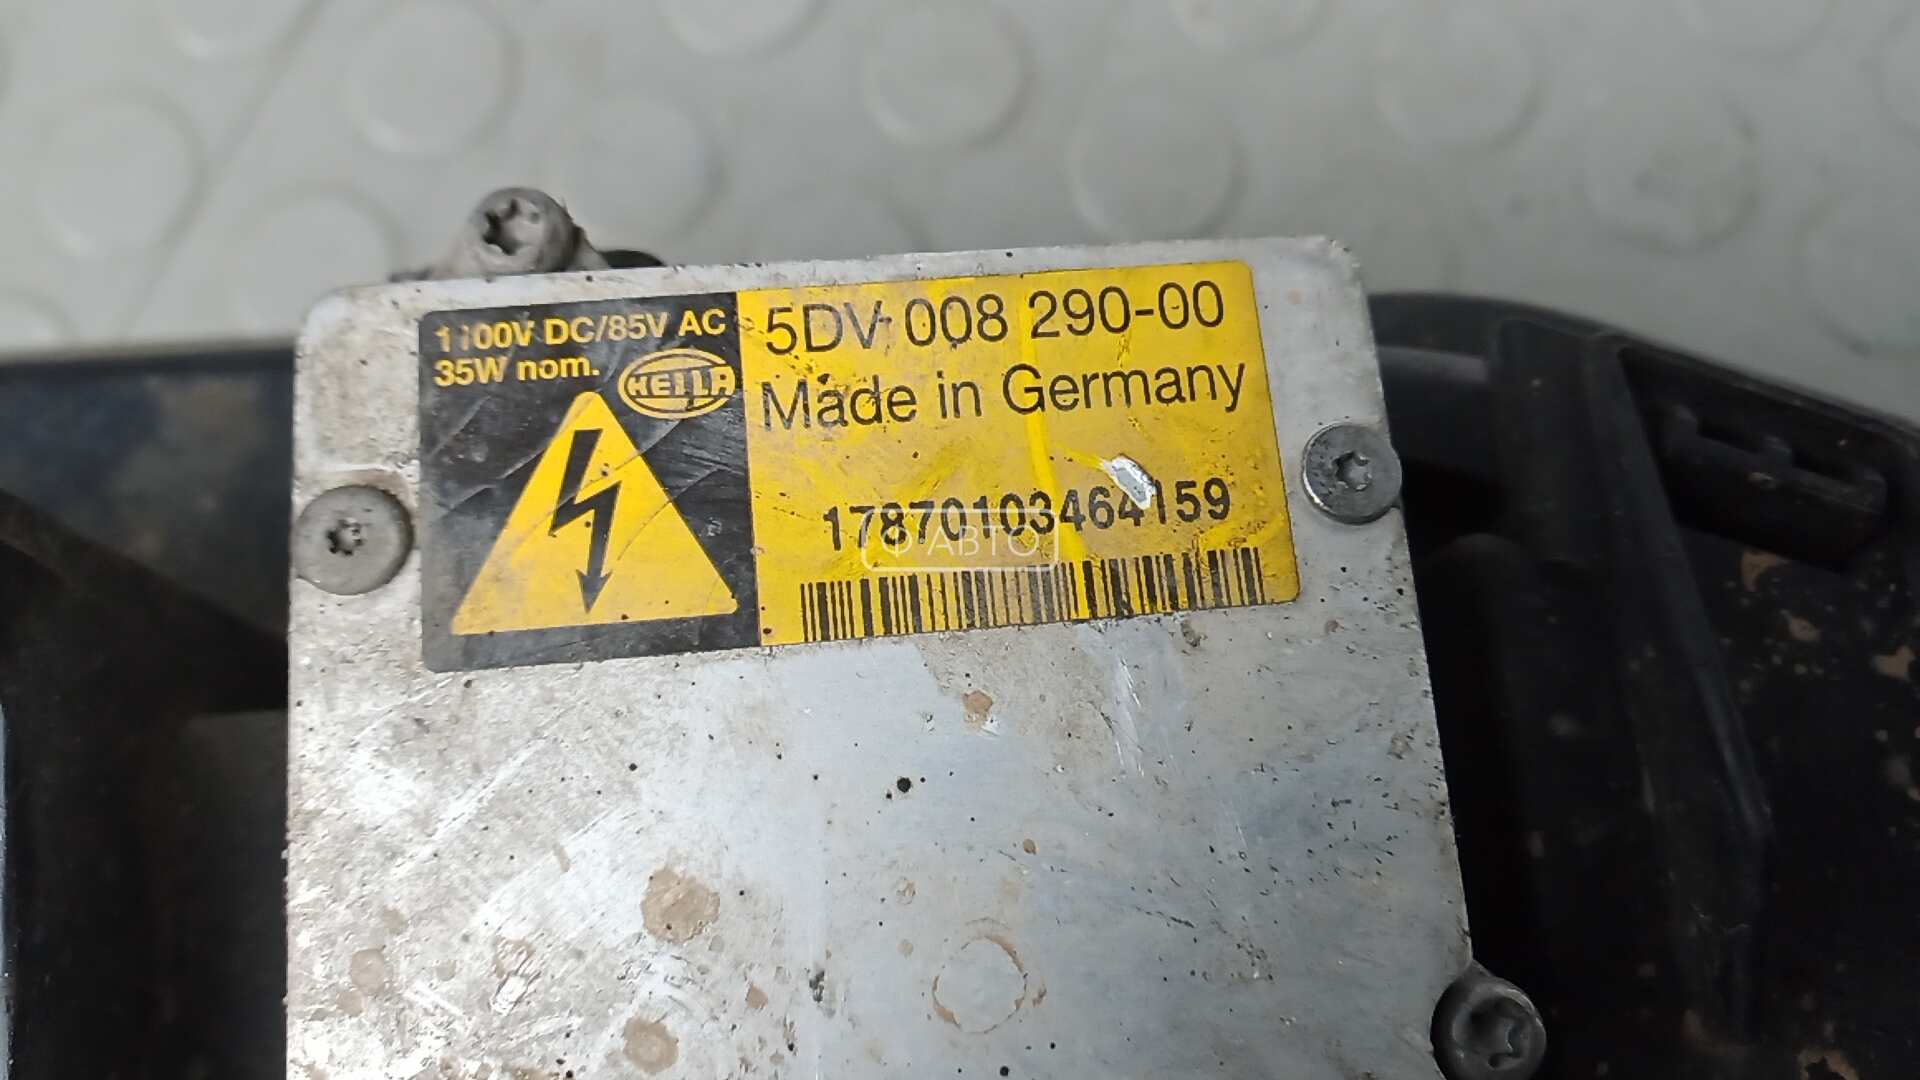 1100V DC/85V AC
35W nom.
HELLA
5DV 008 290-00
Made in Germany
17870103464159
Ф АВТО